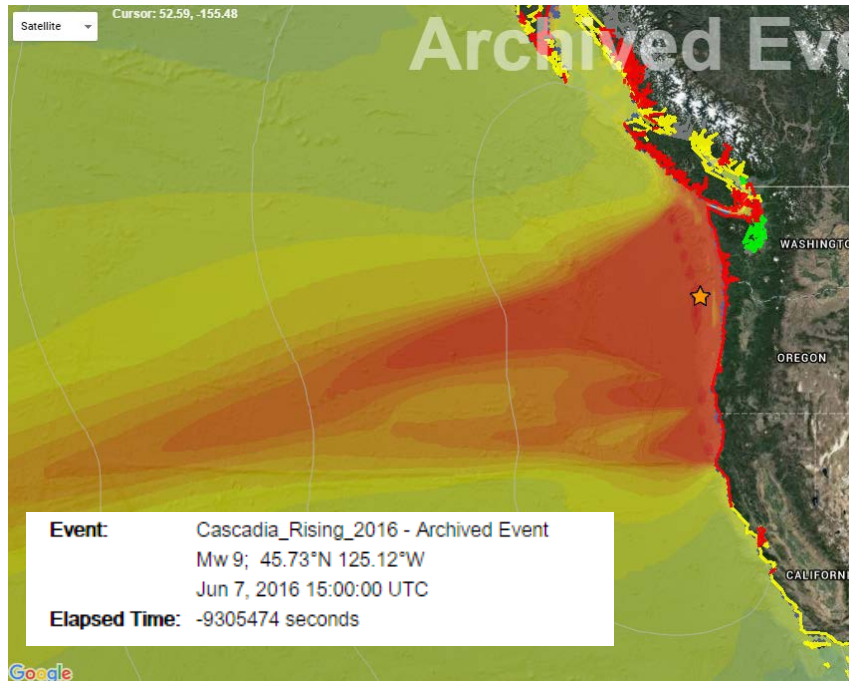 Satellite
Cursor: 52.59, -155.48
Archived Eve
WASHINGTO
OREGON
CALIFORNI
Event: Cascadia_Rising_2016 - Archived Event
Mw 9; 45.73°N 125.12°W
Jun 7, 2016 15:00:00 UTC
Elapsed Time: -9305474 seconds
Google